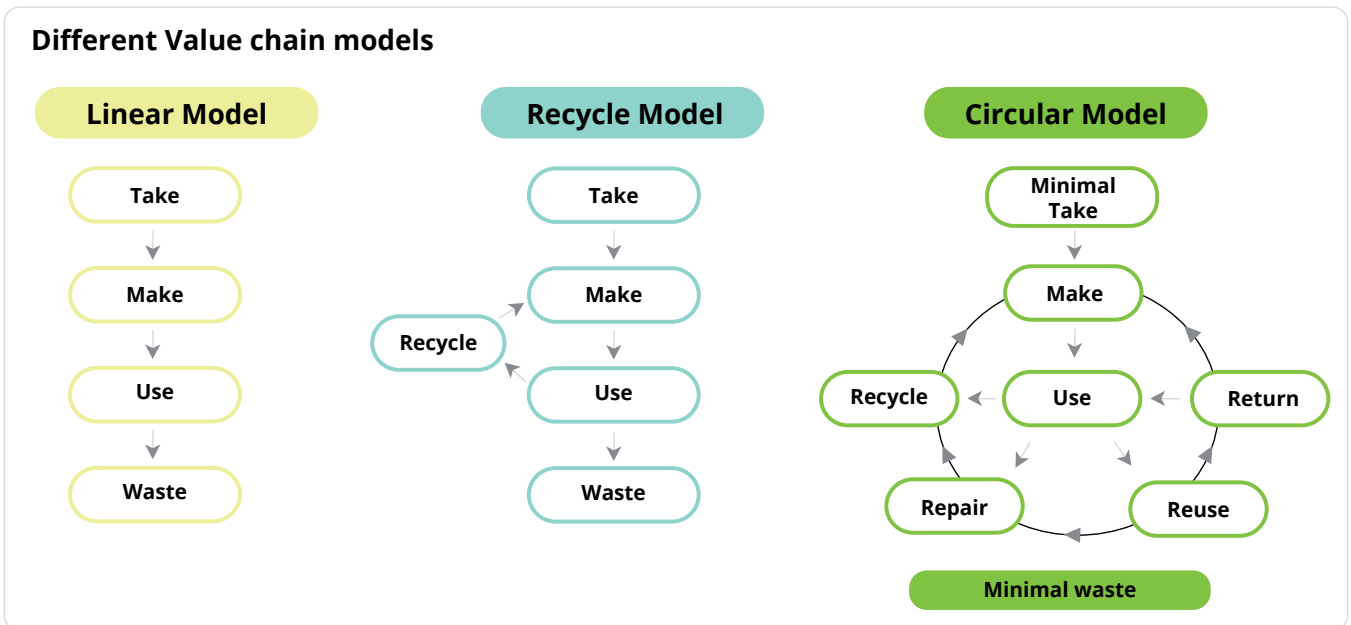 Different Value chain models
Linear Model
Take
Make
Use
Waste
Recycle Model
Take
Make
Recycle
Use
Waste
Circular Model
Minimal
Take
Make
Recycle
Use
Return
Repair
Reuse
Minimal waste